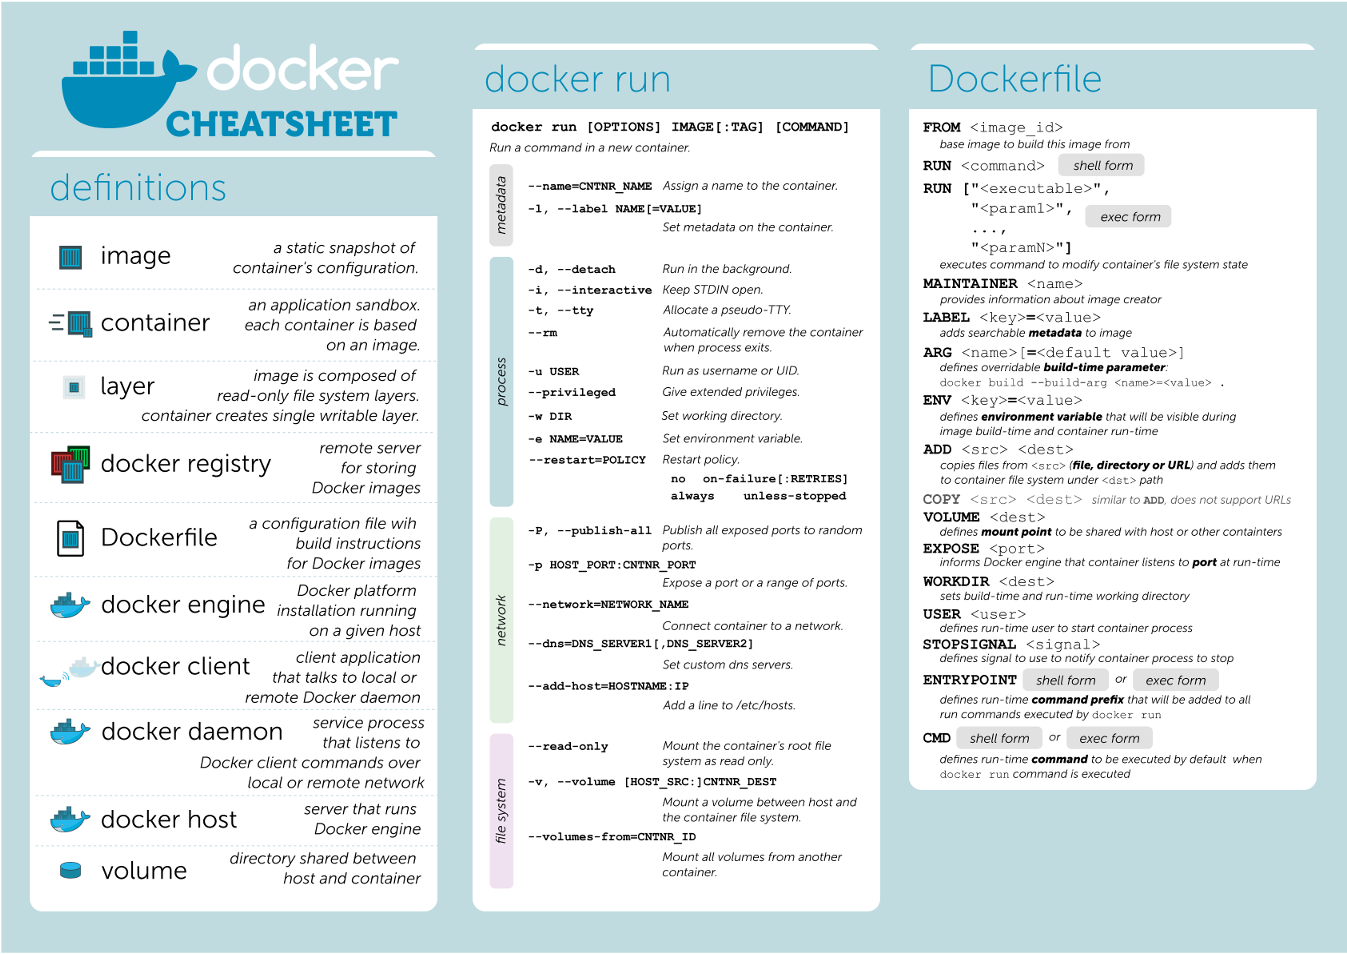 docker
CHEATSHEET
definitions
image
a static snapshot of
container's configuration.
container
an application sandbox.
each container is based
on an image.
layer
image is composed of
read-only file system layers.
container creates single writable layer.
docker registry
remote server
for storing
Docker images
Dockerfile
a configuration file wih
build instructions
for Docker images
docker engine
Docker platform
installation running
on a given host
docker client
client application
that talks to local or
remote Docker daemon
docker daemon
service process
that listens to
Docker client commands over
local or remote network
docker host
server that runs
Docker engine
volume
directory shared between
host and container
docker run
docker run [OPTIONS] IMAGE[:TAG] [COMMAND]
Run a command in a new container.
metadata
--name=CNTNR_NAME Assign a name to the container.
-l, --label NAME[=VALUE]
Set metadata on the container.
process
-d, --detach Run in the background.
-i, --interactive Keep STDIN open.
-t, --tty Allocate a pseudo-TTY.
--rm Automatically remove the container
when process exits.
-u USER Run as username or UID.
--privileged Give extended privileges.
-w DIR Set working directory.
-e NAME=VALUE Set environment variable.
--restart=POLICY Restart policy.
no on-failure[:RETRIES]
always unless-stopped
network
-P, --publish-all Publish all exposed ports to random
ports.
-p HOST_PORT:CNTNR_PORT
Expose a port or a range of ports.
--network=NETWORK_NAME
Connect container to a network.
--dns=DNS_SERVER1[,DNS_SERVER2]
Set custom dns servers.
--add-host=HOSTNAME:IP
Add a line to /etc/hosts.
file system
--read-only Mount the container's root file
system as read only.
-v, --volume [HOST_SRC:]CNTNR_DEST
Mount a volume between host and
the container file system.
--volumes-from=CNTNR_ID
Mount all volumes from another
container.
Dockerfile
FROM <image_id>
base image to build this image from
RUN <command> shell form
RUN ["<executable>",
"<param1>",
...,
"<paramN>"]
exec form
executes command to modify container's file system state
MAINTAINER <name>
provides information about image creator
LABEL <key>=<value>
adds searchable metadata to image
ARG <name>[=<default value>]
defines overridable build-time parameter:
docker build --build-arg <name>=<value> .
ENV <key>=<value>
defines environment variable that will be visible during
image build-time and container run-time
ADD <src> <dest>
copies files from <src> (file, directory or URL) and adds them
to container file system under <dst> path
COPY <src> <dest> similar to ADD, does not support URLs
VOLUME <dest>
defines mount point to be shared with host or other containters
EXPOSE <port>
informs Docker engine that container listens to port at run-time
WORKDIR <dest>
sets build-time and run-time working directory
USER <user>
defines run-time user to start container process
STOPSIGNAL <signal>
defines signal to use to notify container process to stop
ENTRYPOINT shell form or exec form
defines run-time command prefix that will be added to all
run commands executed by docker run
CMD shell form or exec form
defines run-time command to be executed by default when
docker run command is executed